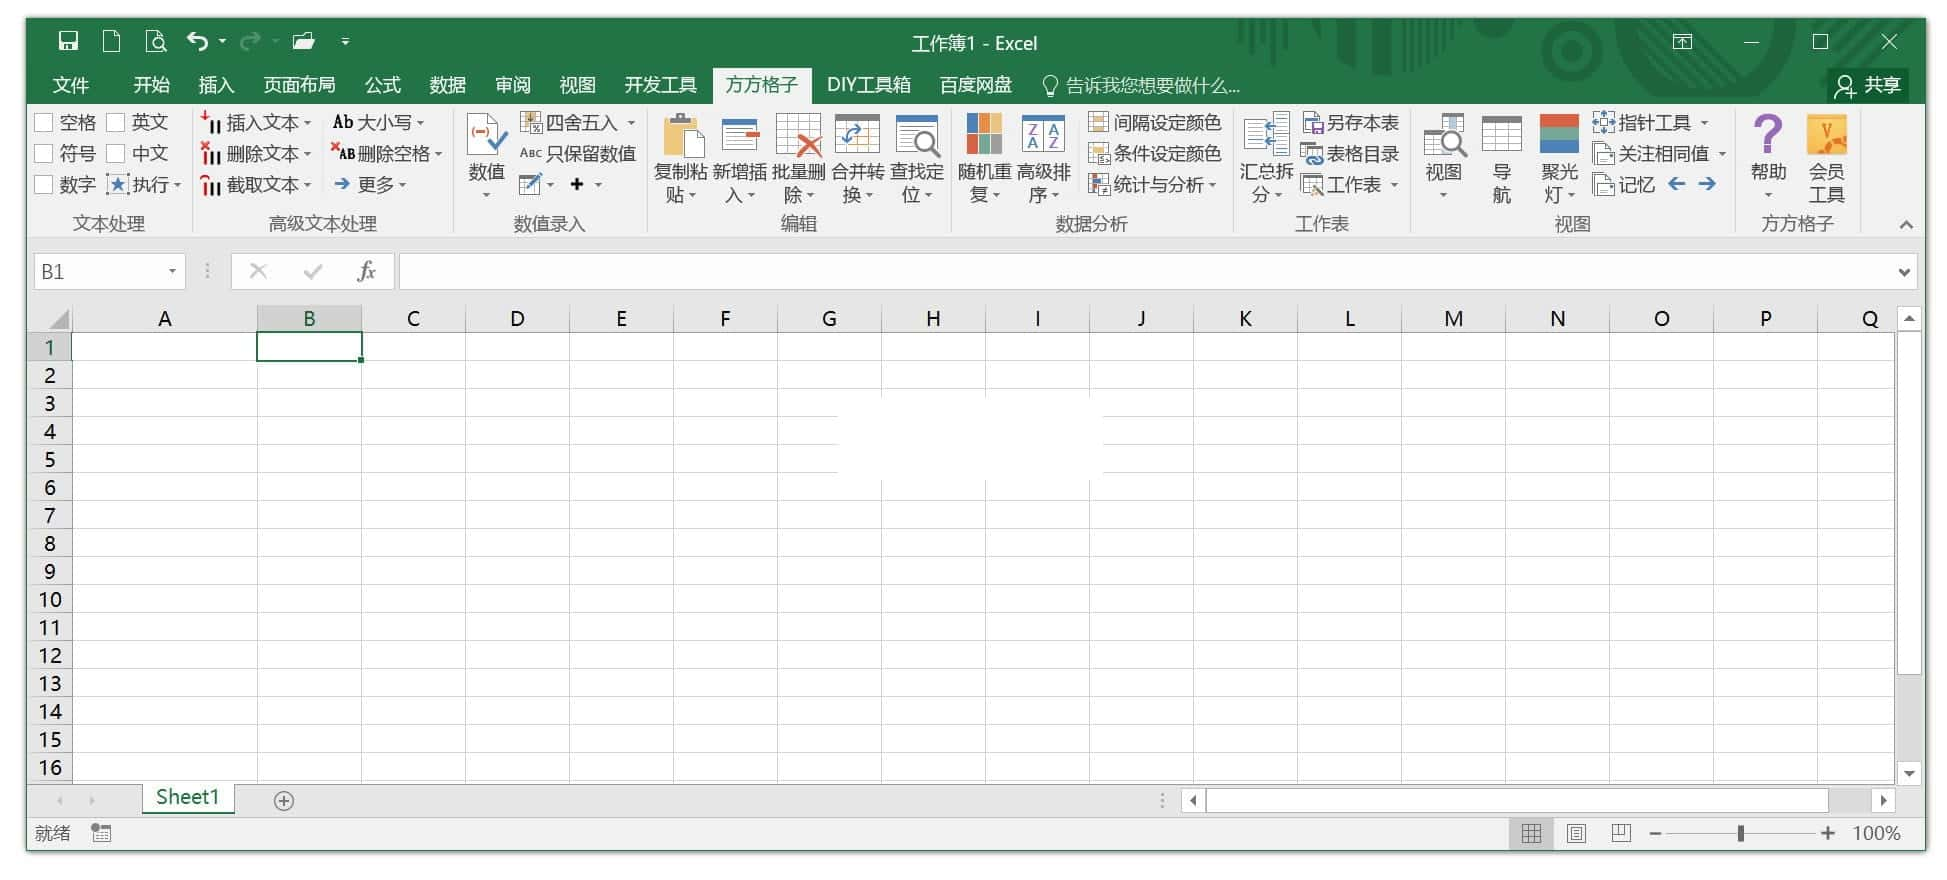 工作簿1 - Excel
文件 开始 插入 页面布局 公式 数据 审阅 视图 开发工具 方方格子 DIY工具箱 百度网盘 告诉我您想要做什么... 共享
空格 英文
符号 中文
数字 执行
文本处理
插入文本 Ab 大小写
删除文本 AB 删除空格
截取文本 更多
高级文本处理
数值
四舍五入
ABC 只保留数值
数值录入
复制粘贴
新增插入
批量删除
合并转换
查找定位
编辑
随机重复
高级排序
间隔设定颜色
条件设定颜色
统计与分析
数据分析
汇总拆分
另存本表
表格目录
工作表
工作表
视图
导航
聚光灯
指针工具
关注相同值
记忆
视图
帮助
会员工具
方方格子
B1 fx
A B C D E F G H I J K L M N O P Q
1
2
3
4
5
6
7
8
9
10
11
12
13
14
15
16
Sheet1
就绪 100%